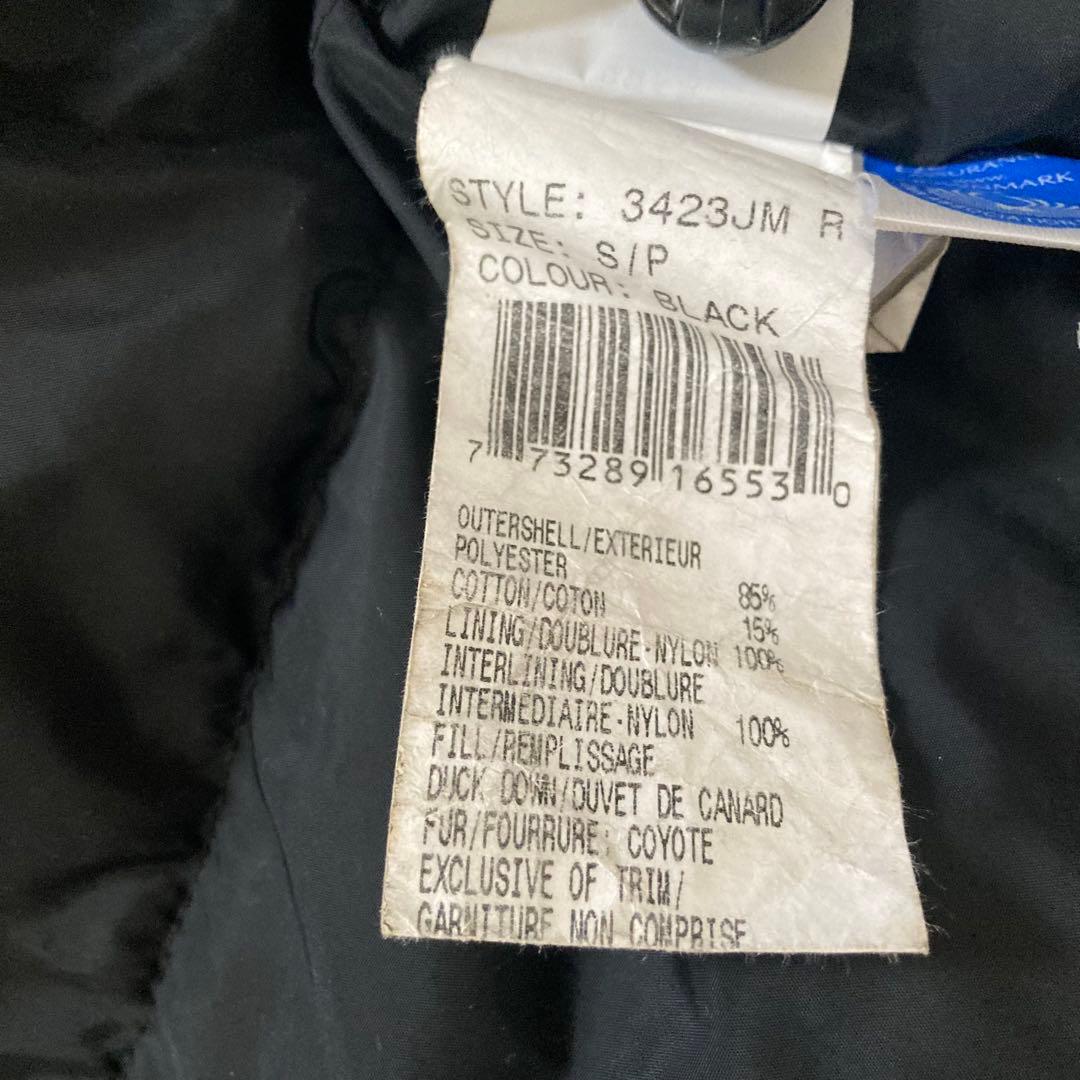 STYLE: 3423JM R
SIZE: S/P
COLOUR: BLACK
7 73289 16553 0
OUTERSHELL/EXTERIEUR
POLYESTER 85%
COTTON/COTON 15%
LINING/DOUBLURE-NYLON 100%
INTERLINING/DOUBLURE
INTERMEDIAIRE-NYLON 100%
FILL/REMPLISSAGE
DUCK DOWN/DUVET DE CANARD
FUR/FOURRURE: COYOTE
EXCLUSIVE OF TRIM/
GARNITURE NON COMPRISE